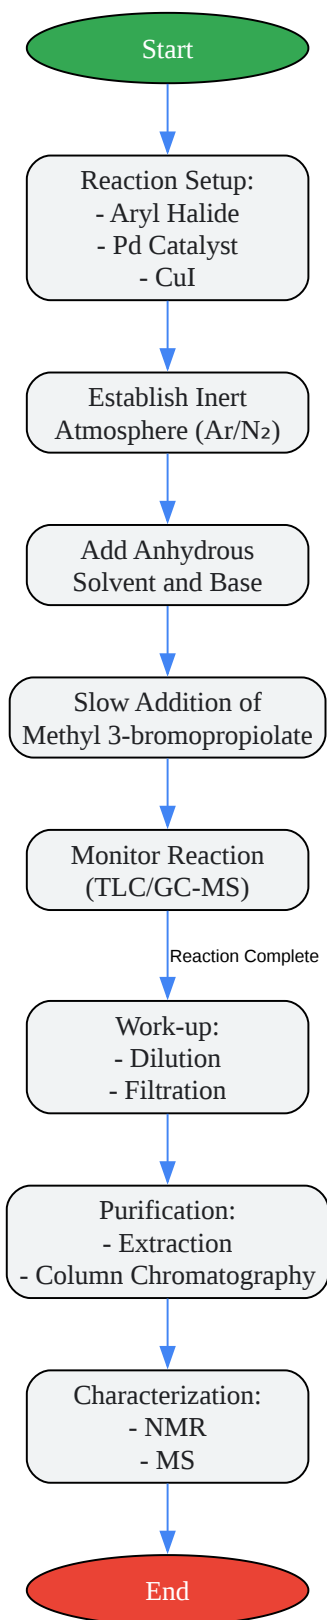 Start
Reaction Setup:
- Aryl Halide
- Pd Catalyst
- CuI
Establish Inert
Atmosphere (Ar/N₂)
Add Anhydrous
Solvent and Base
Slow Addition of
Methyl 3-bromopropiolate
Monitor Reaction
(TLC/GC-MS)
Reaction Complete
Work-up:
- Dilution
- Filtration
Purification:
- Extraction
- Column Chromatography
Characterization:
- NMR
- MS
End